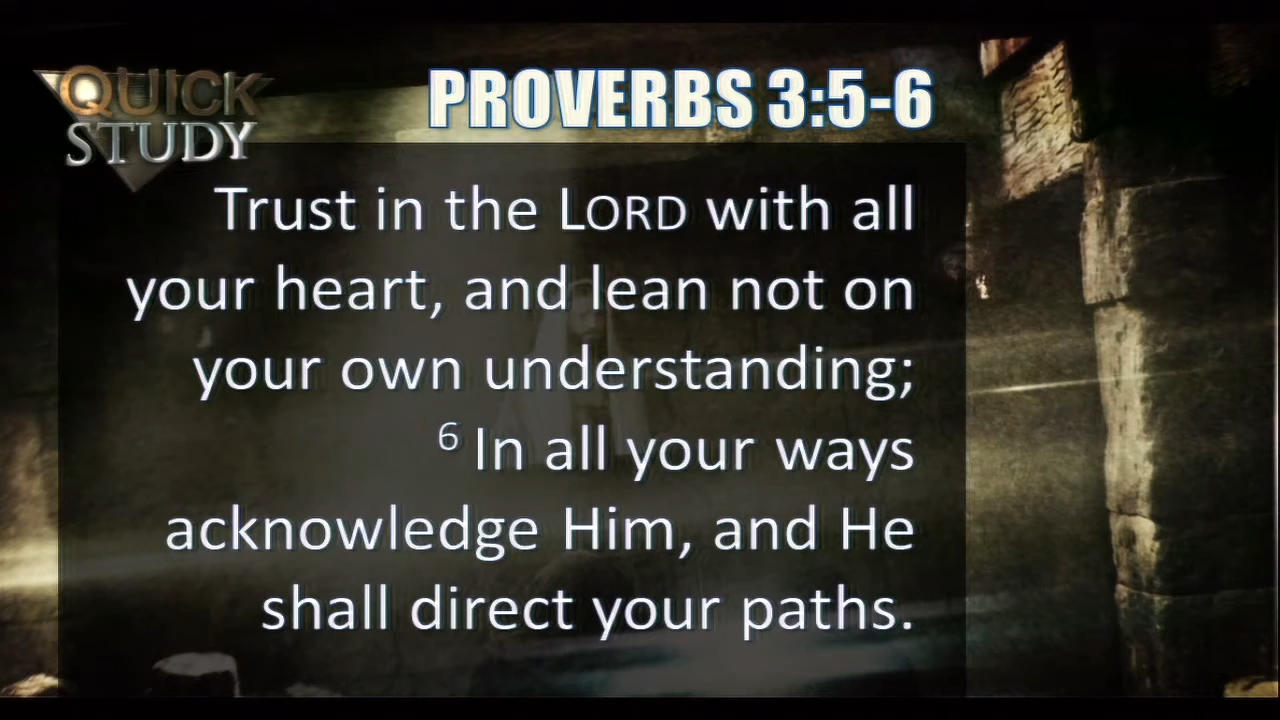 QUICK
STUDY
PROVERBS 3:5-6
Trust in the LORD with all
your heart, and lean not on
your own understanding;
6 In all your ways
acknowledge Him, and He
shall direct your paths.